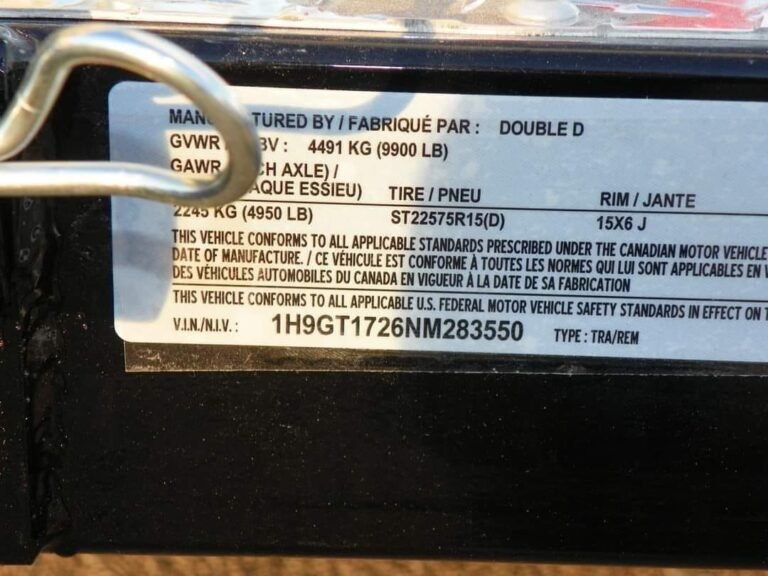 MANU TURED BY / FABRIQUÉ PAR : DOUBLE D
GVWR BV : 4491 KG (9900 LB)
GAWR CH AXLE) /
AQUE ESSIEU) TIRE / PNEU RIM / JANTE
2245 KG (4950 LB) ST22575R15(D) 15X6 J
THIS VEHICLE CONFORMS TO ALL APPLICABLE STANDARDS PRESCRIBED UNDER THE CANADIAN MOTOR VEHICLE
DATE OF MANUFACTURE. / CE VÉHICULE EST CONFORME À TOUTES LES NORMES QUI LUI SONT APPLICABLES EN V
DES VÉHICULES AUTOMOBILES DU CANADA EN VIGUEUR À LA DATE DE SA FABRICATION
THIS VEHICLE CONFORMS TO ALL APPLICABLE U.S. FEDERAL MOTOR VEHICLE SAFETY STANDARDS IN EFFECT ON T
V.I.N./N.I.V. : 1H9GT1726NM283550 TYPE : TRA/REM